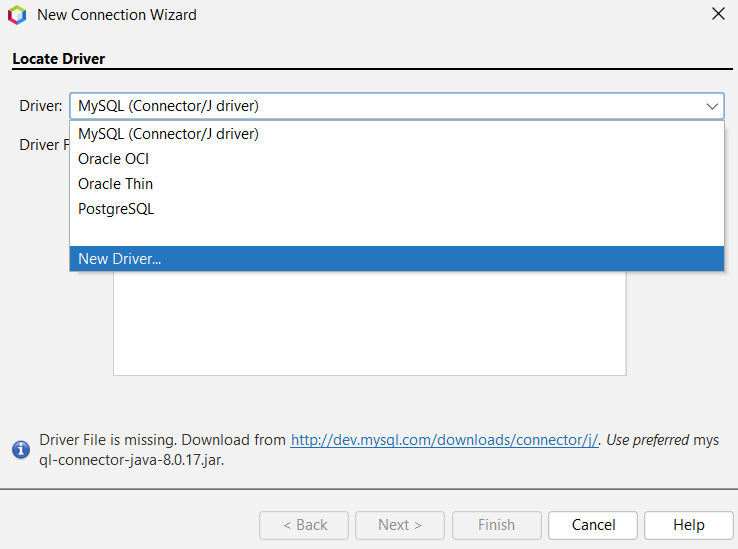 New Connection Wizard
Locate Driver
Driver:
MySQL (Connector/J driver)
MySQL (Connector/J driver)
Driver F
Oracle OCI
Oracle Thin
PostgreSQL
New Driver...
Driver File is missing. Download from http://dev.mysql.com/downloads/connector/j/. Use preferred mys
ql-connector-java-8.0.17.jar.
< Back
Next >
Finish
Cancel
Help